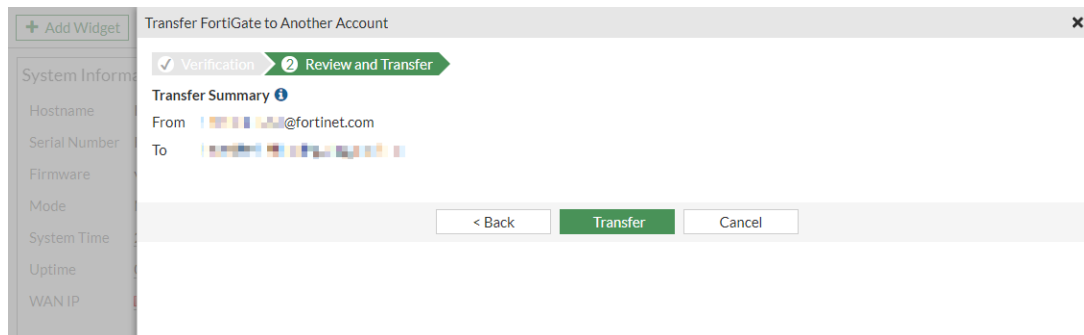 + Add Widget
Transfer FortiGate to Another Account
Verification
2 Review and Transfer
System Informa
Transfer Summary
Hostname
From @fortinet.com
Serial Number
To
Firmware
Mode
< Back Transfer Cancel
System Time
Uptime
WAN IP